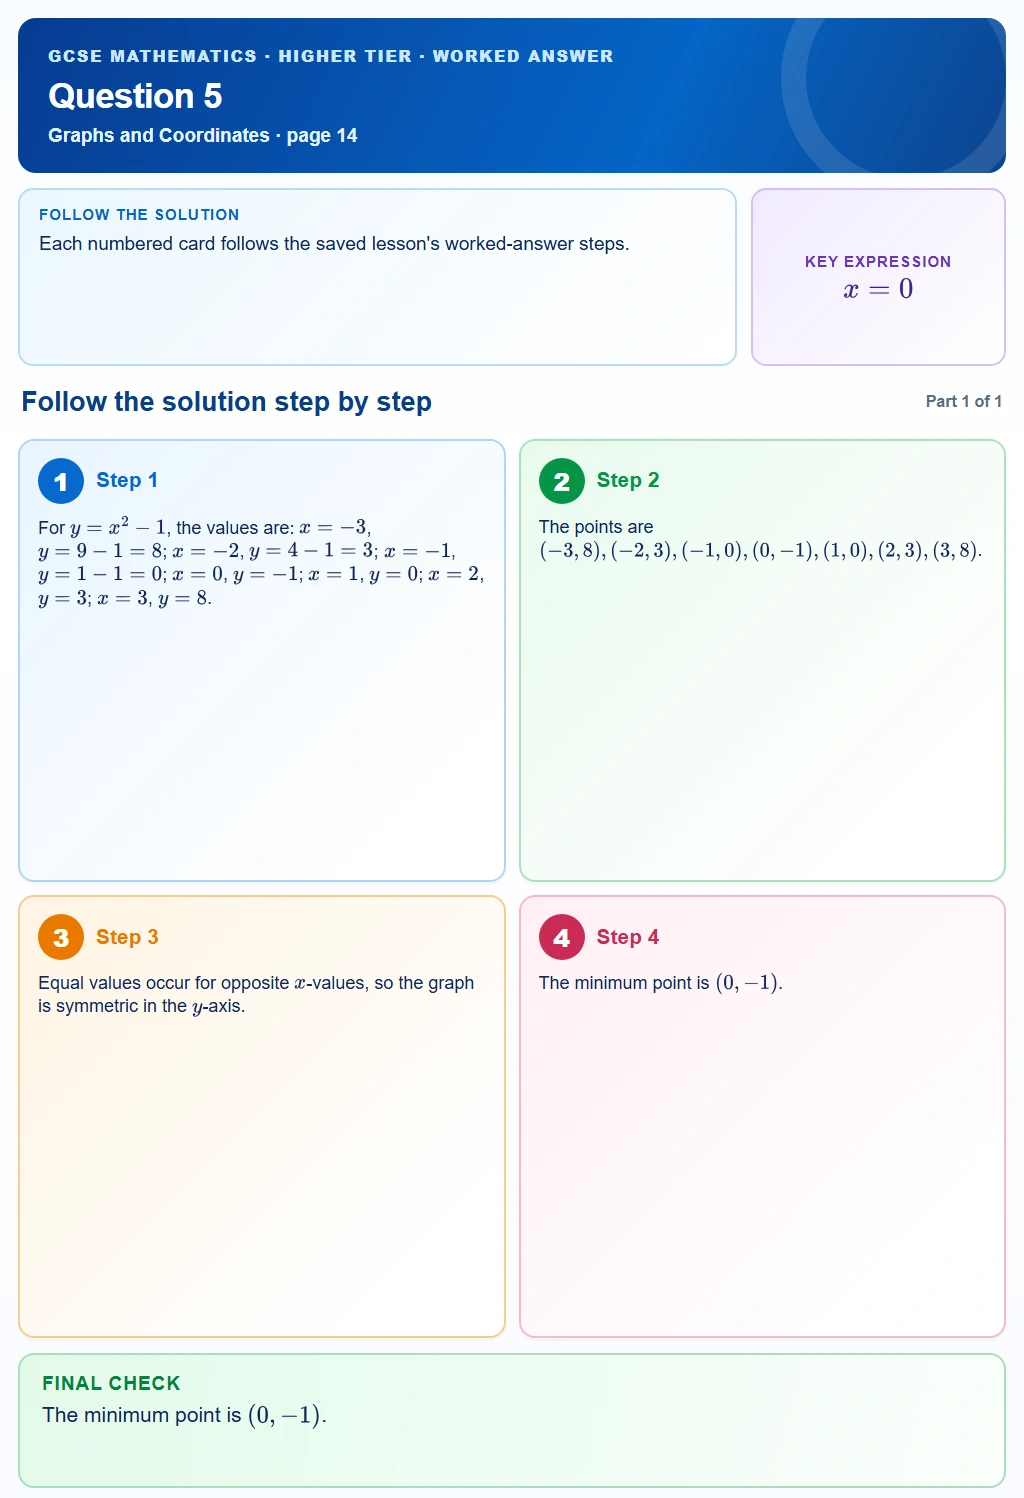 GCSE MATHEMATICS · HIGHER TIER · WORKED ANSWER
Question 5
Graphs and Coordinates · page 14
FOLLOW THE SOLUTION
Each numbered card follows the saved lesson's worked-answer steps.
KEY EXPRESSION
x = 0
Follow the solution step by step
Part 1 of 1
1 Step 1
For y = x² − 1, the values are: x = −3,
y = 9 − 1 = 8; x = −2, y = 4 − 1 = 3; x = −1,
y = 1 − 1 = 0; x = 0, y = −1; x = 1, y = 0; x = 2,
y = 3; x = 3, y = 8.
2 Step 2
The points are
(−3, 8), (−2, 3), (−1, 0), (0, −1), (1, 0), (2, 3), (3, 8).
3 Step 3
Equal values occur for opposite x-values, so the graph
is symmetric in the y-axis.
4 Step 4
The minimum point is (0, −1).
FINAL CHECK
The minimum point is (0, −1).